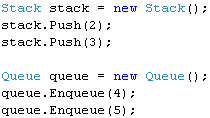 Stack stack = new Stack();
stack.Push(2);
stack.Push(3);
Queue queue = new Queue();
queue.Enqueue(4);
queue.Enqueue(5);